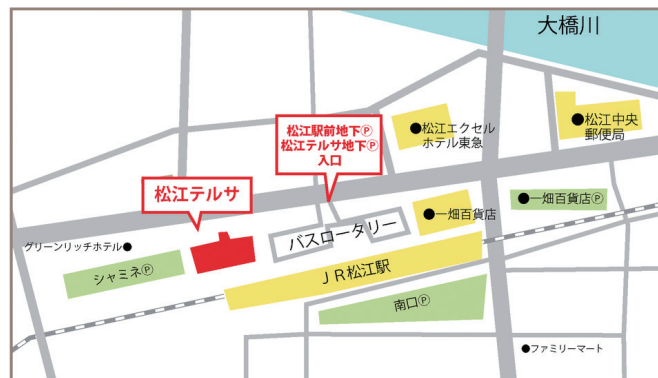 大橋川
松江駅前地下Ⓟ
松江テルサ地下Ⓟ
入口
●松江エクセル
ホテル東急
●松江中央
郵便局
松江テルサ
●一畑百貨店Ⓟ
●一畑百貨店
バスロータリー
グリーンリッチホテル●
シャミネⓅ
ＪＲ松江駅
南口Ⓟ
●ファミリーマート